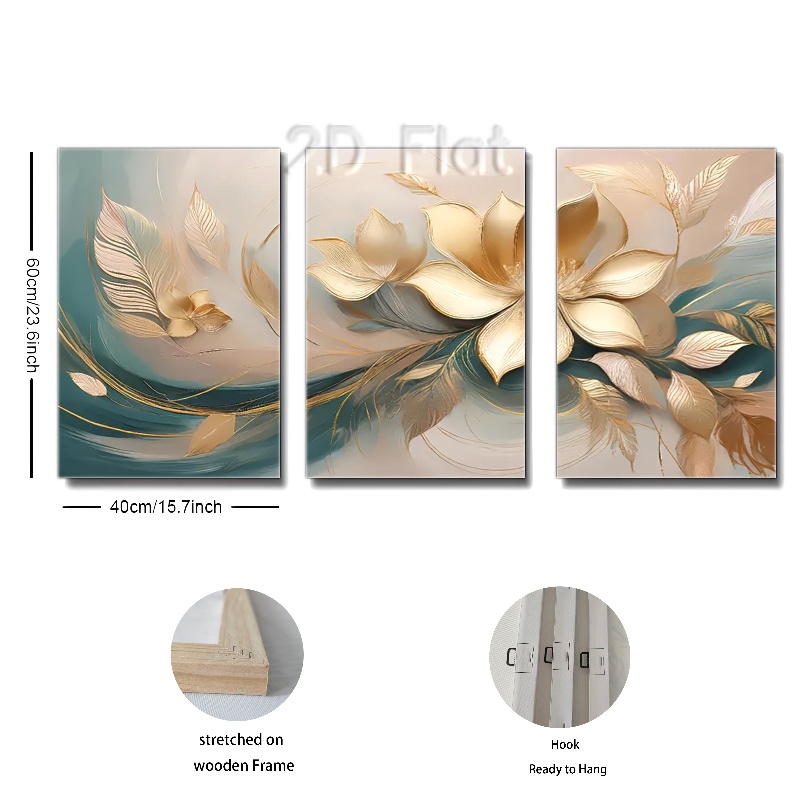 2D Flat
60cm/23.6inch
40cm/15.7inch
stretched on
wooden Frame
Hook
Ready to Hang